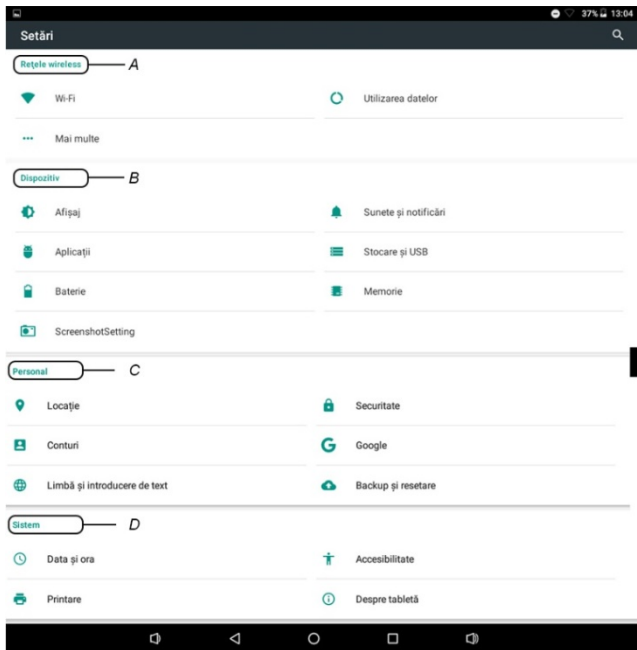 37% 13:04
Setări
Rețele wireless A
Wi-Fi Utilizarea datelor
Mai multe
Dispozitiv B
Afișaj Sunete și notificări
Aplicații Stocare și USB
Baterie Memorie
ScreenshotSetting
Personal C
Locație Securitate
Conturi Google
Limbă și introducere de text Backup și resetare
Sistem D
Data și ora Accesibilitate
Printare Despre tabletă